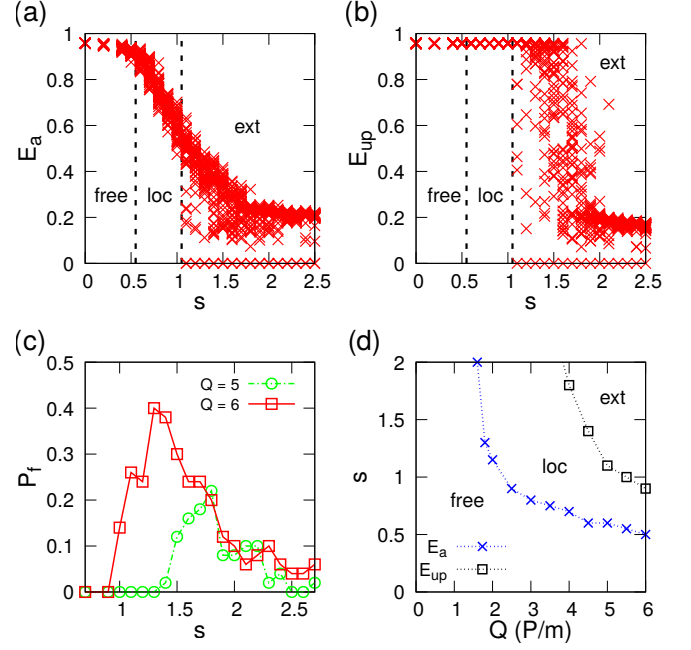 (a)
1
0.8
0.6
0.4
0.2
0
E_a
free
loc
ext
0 0.5 1 1.5 2 2.5
s
(b)
1
0.8
0.6
0.4
0.2
0
E_up
free
loc
ext
0 0.5 1 1.5 2 2.5
s
(c)
0.5
0.4
0.3
0.2
0.1
0
P_f
Q = 5
Q = 6
1 1.5 2 2.5
s
(d)
2
1.5
1
0.5
0
s
free
loc
ext
E_a
E_up
0 1 2 3 4 5 6
Q (P/m)